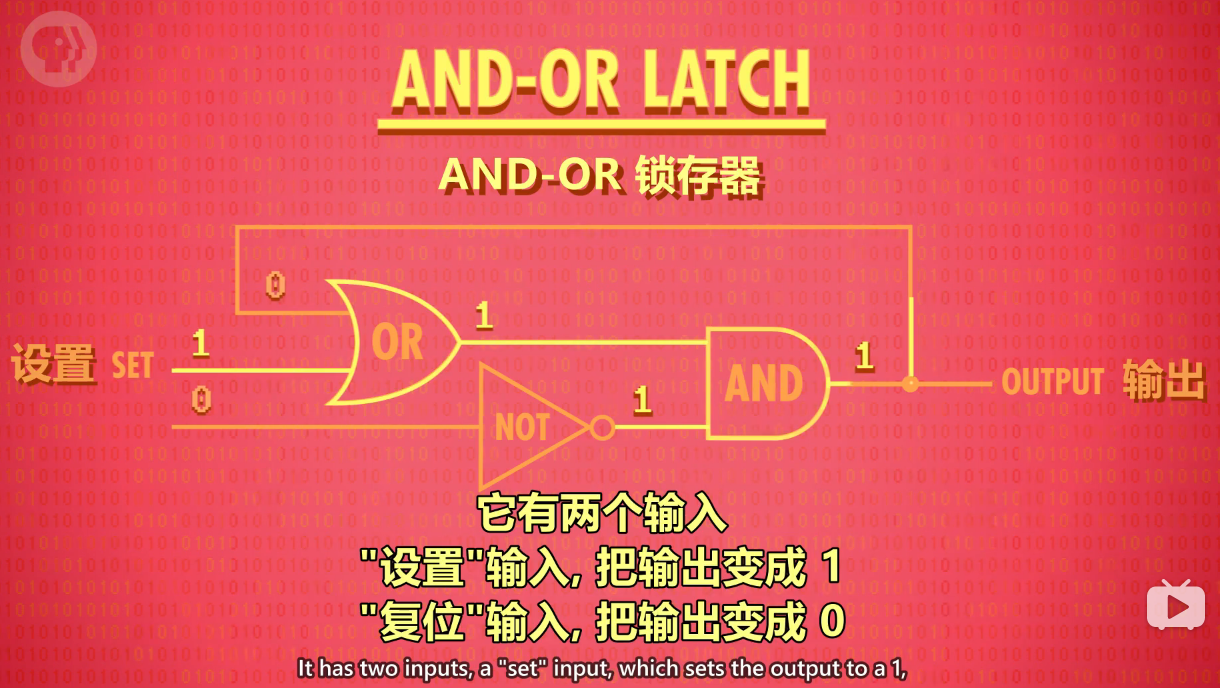 AND-OR LATCH
AND-OR 锁存器
0
OR
1
设置 SET
1
0
NOT
1
AND
1
OUTPUT 输出
它有两个输入
"设置"输入, 把输出变成 1
"复位"输入, 把输出变成 0
It has two inputs, a "set" input, which sets the output to a 1,